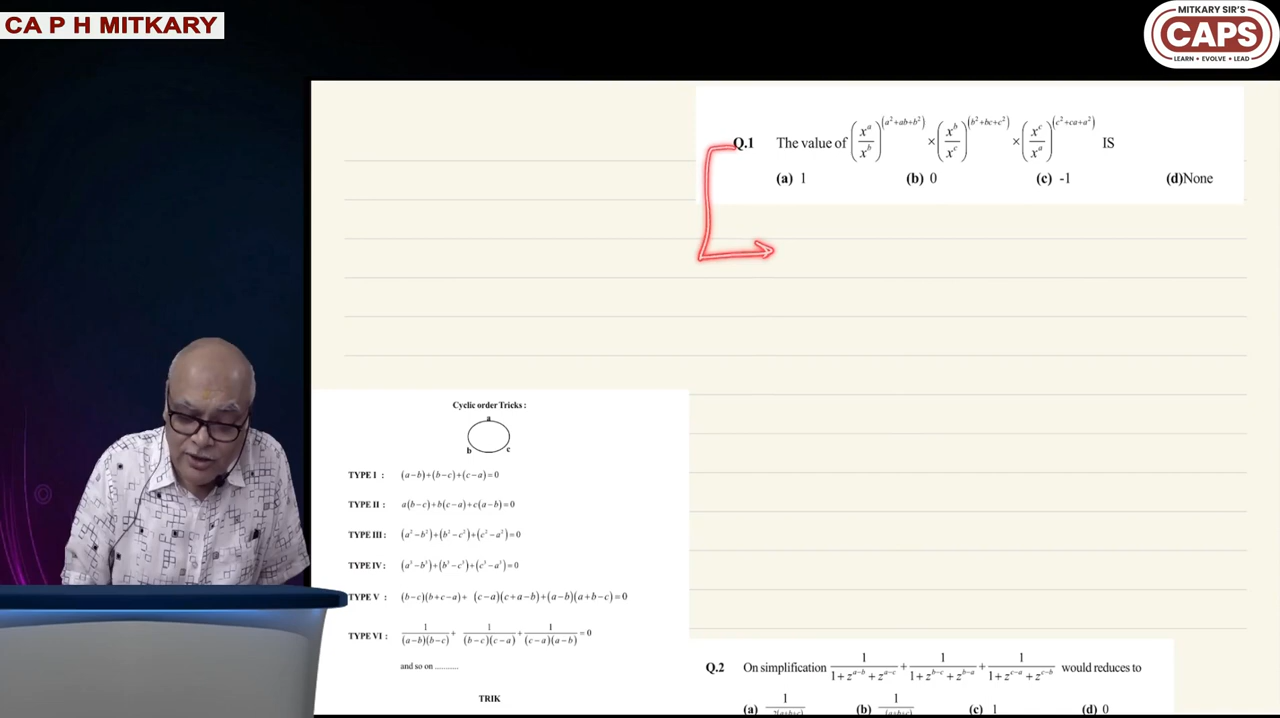 CA P H MITKARY
MITKARY SIR'S
CAPS
LEARN • EVOLVE • LEAD
Q.1 The value of (x^a/x^b)^(a²+ab+b²) × (x^b/x^c)^(b²+bc+c²) × (x^c/x^a)^(c²+ca+a²) IS
(a) 1 (b) 0 (c) -1 (d)None
Cyclic order Tricks :
a
b c
TYPE I : (a−b)+(b−c)+(c−a)=0
TYPE II : a(b−c)+b(c−a)+c(a−b)=0
TYPE III : (a²−b²)+(b²−c²)+(c²−a²)=0
TYPE IV : (a³−b³)+(b³−c³)+(c³−a³)=0
TYPE V : (b−c)(b+c−a)+ (c−a)(c+a−b)+(a−b)(a+b−c)=0
TYPE VI : 1/(a−b)(b−c) + 1/(b−c)(c−a) + 1/(c−a)(a−b) =0
and so on ...........
TRIK
Q.2 On simplification 1/(1+z^(a−b)+z^(a−c)) + 1/(1+z^(b−c)+z^(b−a)) + 1/(1+z^(c−a)+z^(c−b)) would reduces to
(a) 1/z^2(a+b+c) (b) 1/z^(a+b+c) (c) 1 (d) 0